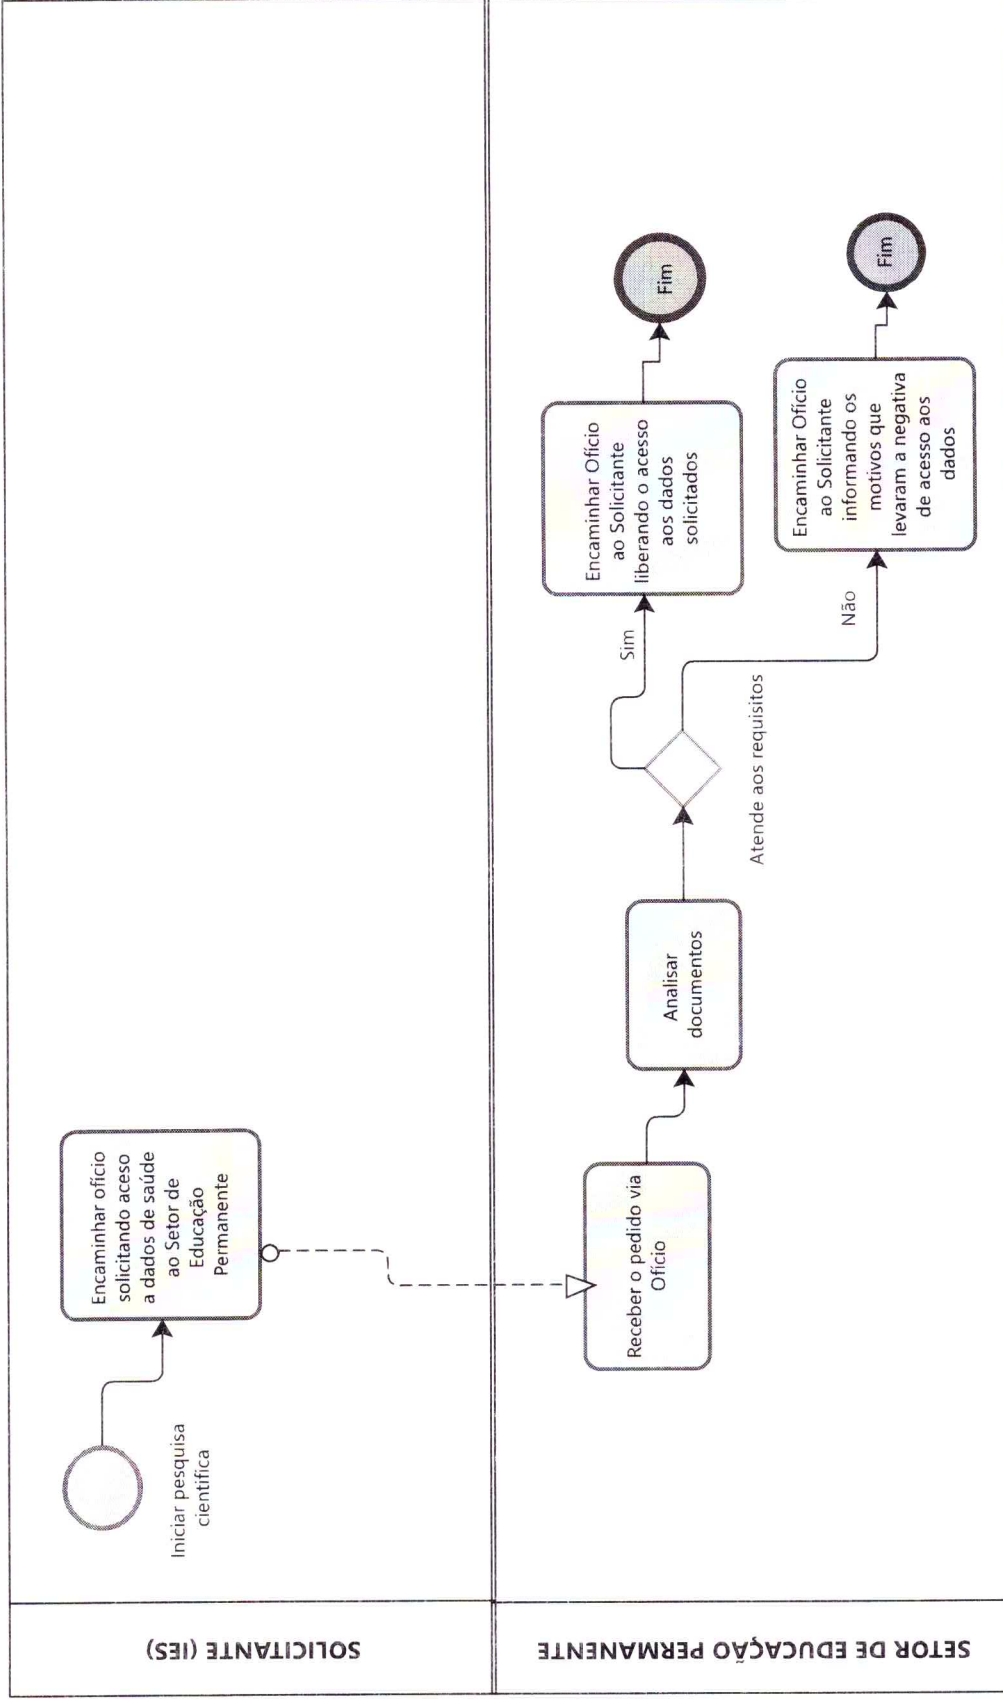 SOLICITANTE (IES)
Iniciar pesquisa
cientifica
Encaminhar ofício
solicitando aceso
a dados de saúde
ao Setor de
Educação
Permanente
SETOR DE EDUCAÇÃO PERMANENTE
Receber o pedido via
Ofício
Analisar
documentos
Atende aos requisitos
Sim
Encaminhar Ofício
ao Solicitante
liberando o acesso
aos dados
solicitados
Fim
Não
Encaminhar Ofício
ao Solicitante
informando os
motivos que
levaram a negativa
de acesso aos
dados
Fim